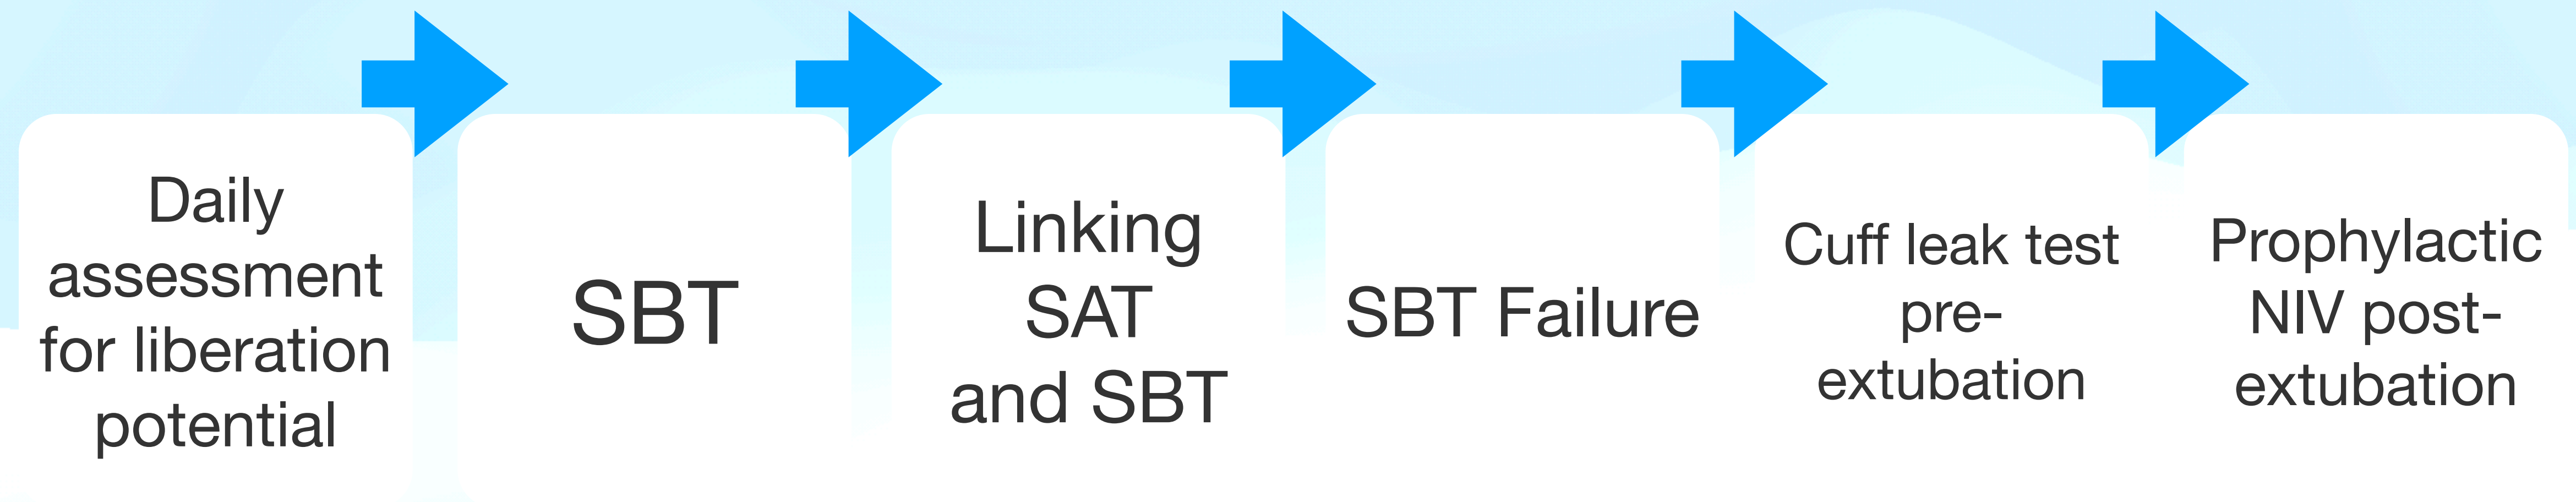 Daily
assessment
for liberation
potential
SBT
Linking
SAT
and SBT
SBT Failure
Cuff leak test
pre-
extubation
Prophylactic
NIV post-
extubation